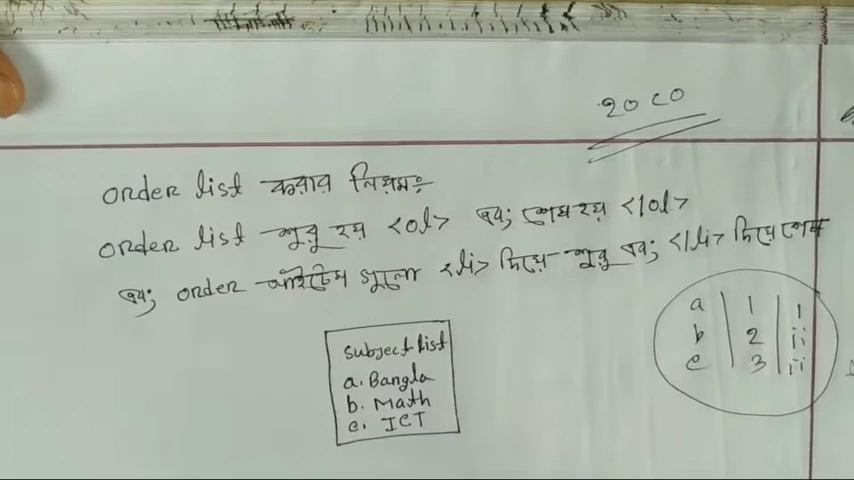 20
order list করার নিয়মঃ
order list শুরু হয় <ol> এবং শেষ হয় </ol>
এবং order আইটেম গুলো <li> দিয়ে শুরু এবং </li> দিয়ে শেষ
a | 1 | i
b | 2 | ii
c | 3 | iii
Subject list
a. Bangla
b. Math
c. ICT